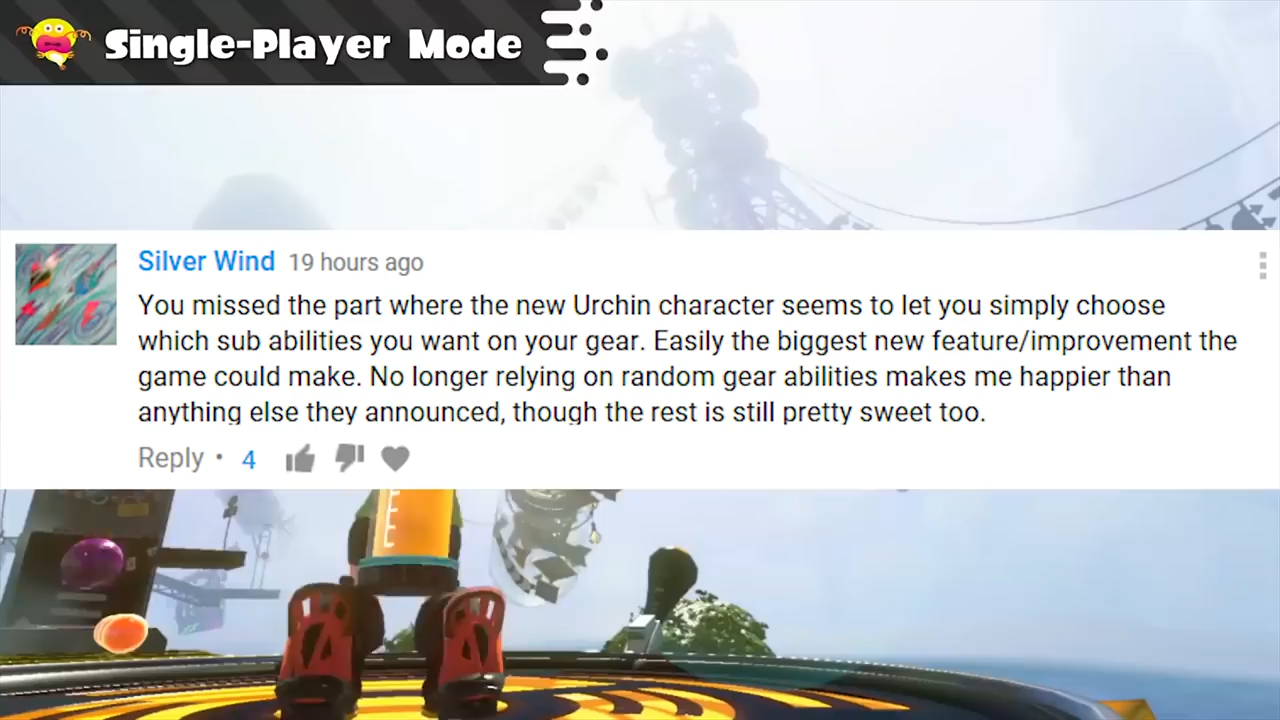 Single-Player Mode
Silver Wind 19 hours ago
You missed the part where the new Urchin character seems to let you simply choose
which sub abilities you want on your gear. Easily the biggest new feature/improvement the
game could make. No longer relying on random gear abilities makes me happier than
anything else they announced, though the rest is still pretty sweet too.
Reply • 4